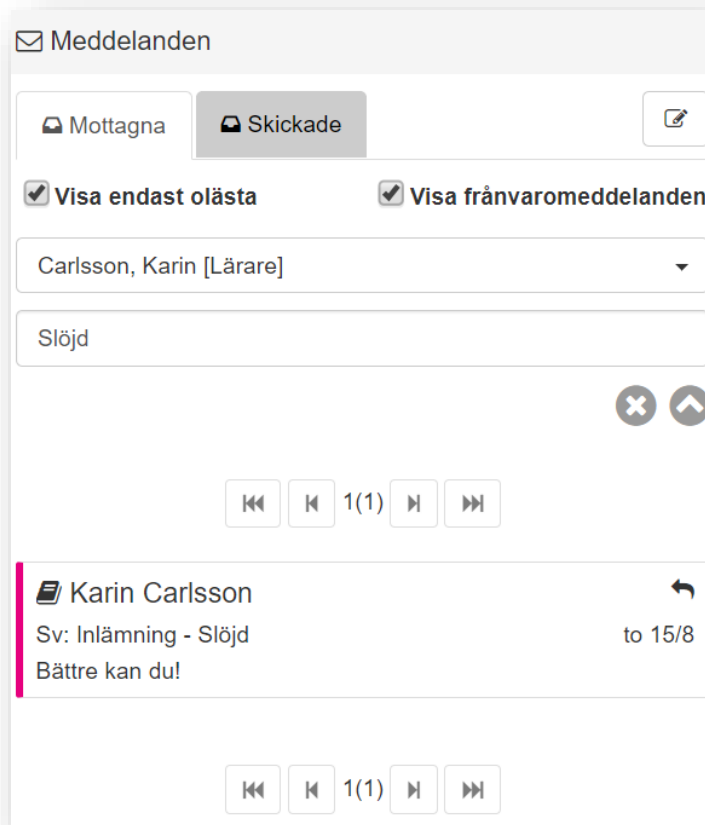 Meddelanden
Mottagna Skickade
Visa endast olästa Visa frånvaromeddelanden
Carlsson, Karin [Lärare]
Slöjd
1(1)
Karin Carlsson
Sv: Inlämning - Slöjd to 15/8
Bättre kan du!
1(1)